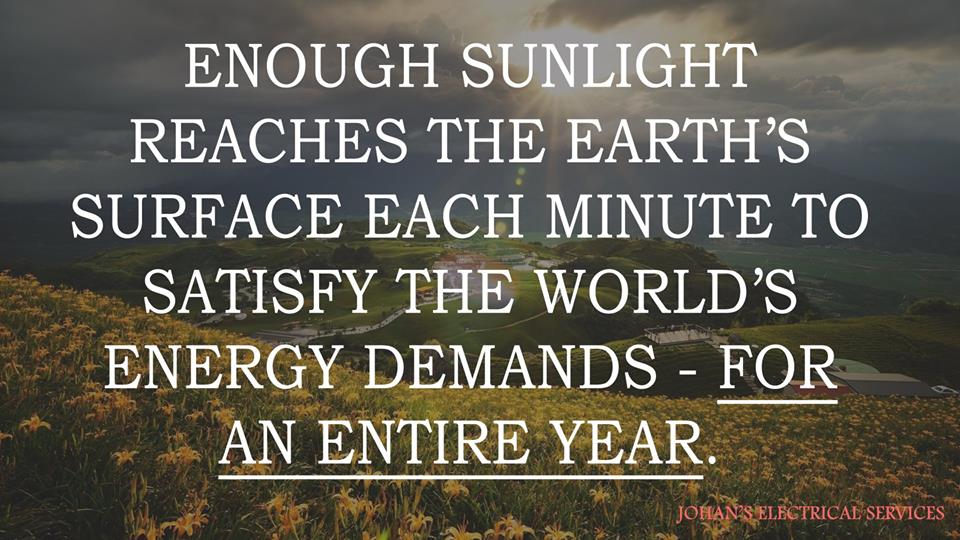 ENOUGH SUNLIGHT
REACHES THE EARTH’S
SURFACE EACH MINUTE TO
SATISFY THE WORLD’S
ENERGY DEMANDS - FOR
AN ENTIRE YEAR.
JOHAN’S ELECTRICAL SERVICES